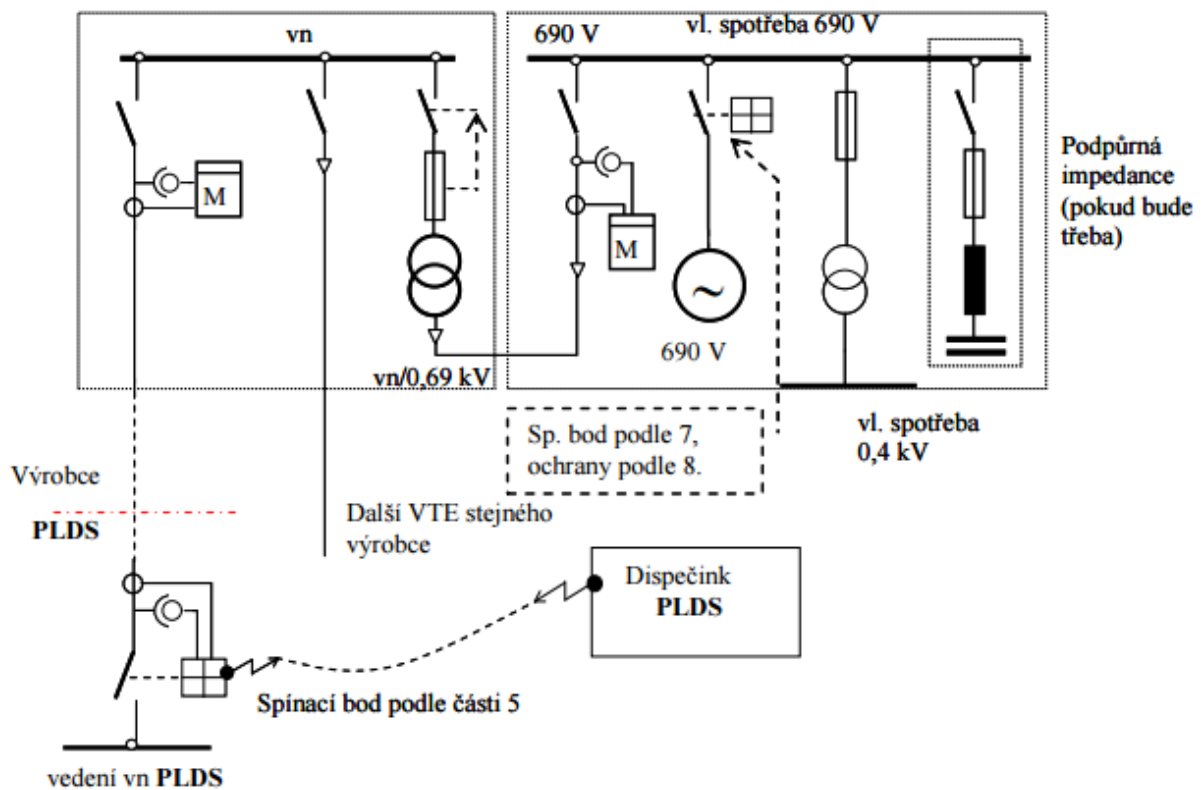 vn
690 V
vl. spotřeba 690 V
M
M
Podpůrná
impedance
(pokud bude
třeba)
~
690 V
vn/0,69 kV
Sp. bod podle 7,
ochrany podle 8.
vl. spotřeba
0,4 kV
Výrobce
PLDS
Další VTE stejného
výrobce
Dispečink
PLDS
Spínací bod podle části 5
vedení vn PLDS